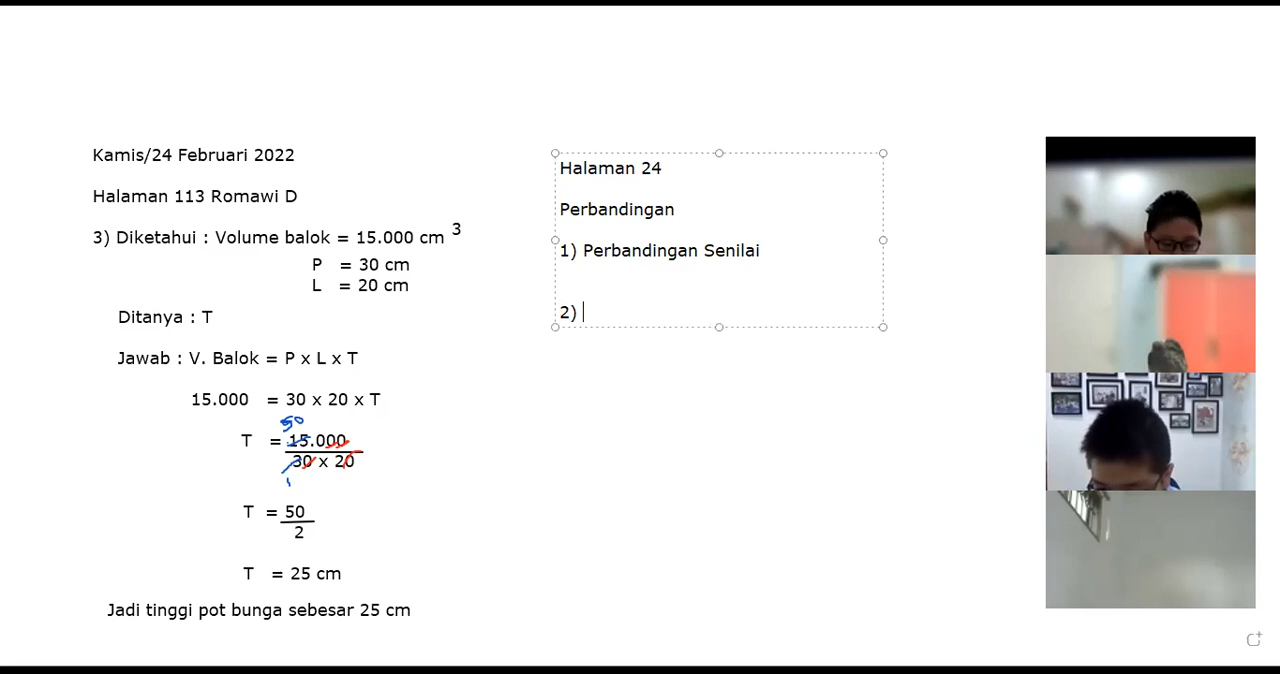 Kamis/24 Februari 2022
Halaman 113 Romawi D
3) Diketahui : Volume balok = 15.000 cm 3
P = 30 cm
L = 20 cm
Ditanya : T
Jawab : V. Balok = P x L x T
15.000 = 30 x 20 x T
50
T = 15.000
30 x 20
1
T = 50
2
T = 25 cm
Jadi tinggi pot bunga sebesar 25 cm
Halaman 24
Perbandingan
1) Perbandingan Senilai
2)